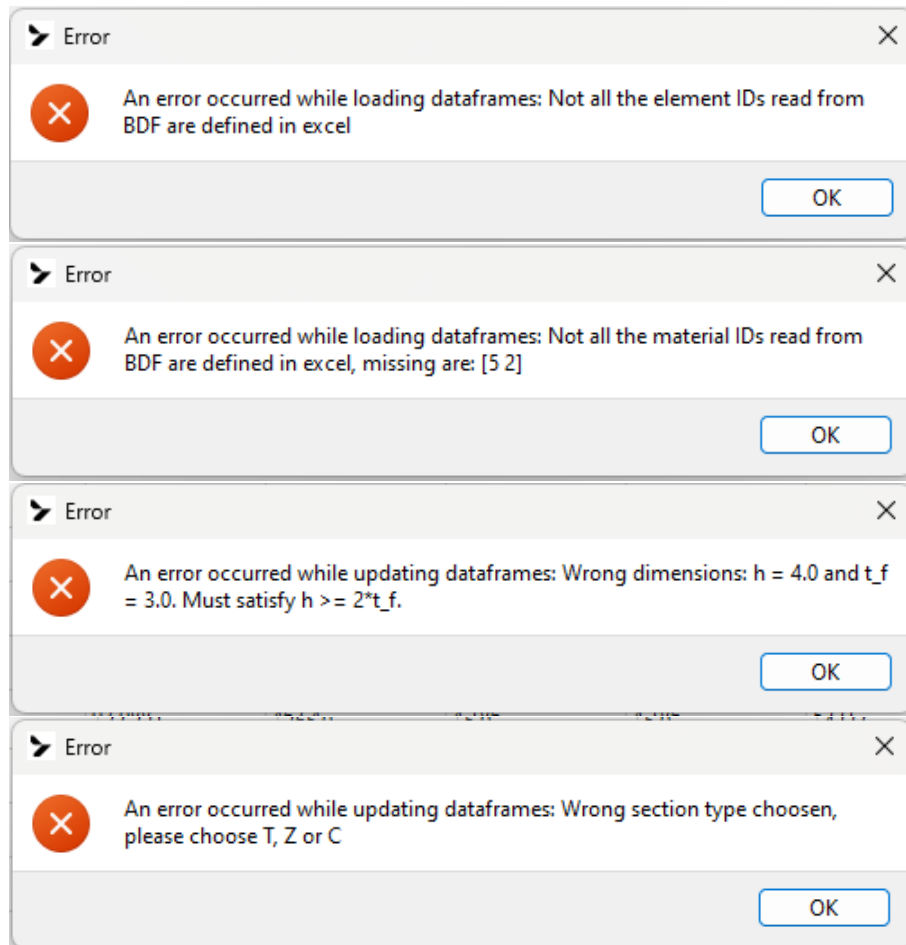 Error
An error occurred while loading dataframes: Not all the element IDs read from
BDF are defined in excel
OK
Error
An error occurred while loading dataframes: Not all the material IDs read from
BDF are defined in excel, missing are: [5 2]
OK
Error
An error occurred while updating dataframes: Wrong dimensions: h = 4.0 and t_f
= 3.0. Must satisfy h >= 2*t_f.
OK
Error
An error occurred while updating dataframes: Wrong section type choosen,
please choose T, Z or C
OK